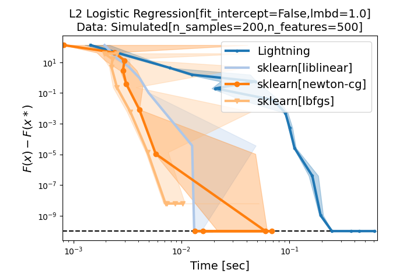 L2 Logistic Regression[fit_intercept=False,lmbd=1.0]
Data: Simulated[n_samples=200,n_features=500]
Lightning
sklearn[liblinear]
sklearn[newton-cg]
sklearn[lbfgs]
F(x) − F(x*)
10¹
10⁻¹
10⁻³
10⁻⁵
10⁻⁷
10⁻⁹
10⁻³
10⁻²
10⁻¹
Time [sec]